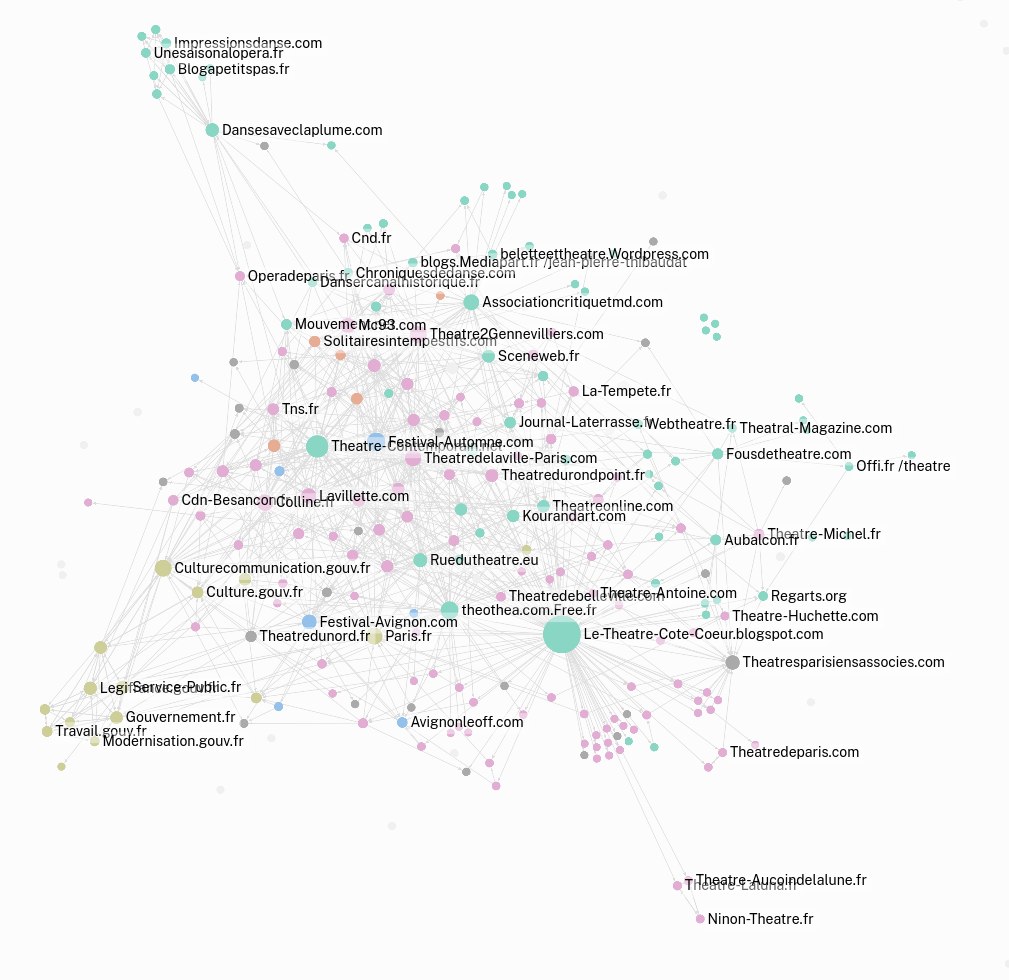 Impressionsdanse.com
Unesaisonalopera.fr
Blogapetitspas.fr
Dansesaveclaplume.com
Cnd.fr
beletteettheatre.Wordpress.com
blogs.Mediapart.fr /jean-pierre-thibaudat
Chroniquesdedanse.com
Operadeparis.fr
Dansercanalhistorique.fr
Associationcritiquetmd.com
Mouvement.net
Mc93.com
Theatre2Gennevilliers.com
Solitairesintempestifs.com
Sceneweb.fr
La-Tempete.fr
Tns.fr
Journal-Laterrasse.fr
Webtheatre.fr
Theatral-Magazine.com
Festival-Automne.com
Theatre-Contemporain.net
Fousdetheatre.com
Theatredelaville-Paris.com
Offi.fr /theatre
Theatredurondpoint.fr
Lavillette.com
Cdn-Besancon.fr
Colline.fr
Theatreonline.com
Kourandart.com
Theatre-Michel.fr
Aubalcon.fr
Ruedutheatre.eu
Culturecommunication.gouv.fr
Culture.gouv.fr
Theatredebelleville.com
Theatre-Antoine.com
Regarts.org
theothea.com.Free.fr
Theatre-Huchette.com
Festival-Avignon.com
Theatredunord.fr
Paris.fr
Le-Theatre-Cote-Coeur.blogspot.com
Theatresparisiensassocies.com
Legifrance.gouv.fr
Service-Public.fr
Gouvernement.fr
Avignonleoff.com
Travail.gouv.fr
Modernisation.gouv.fr
Theatredeparis.com
Theatre-Aucoindelalune.fr
Theatre-Laluna.fr
Ninon-Theatre.fr